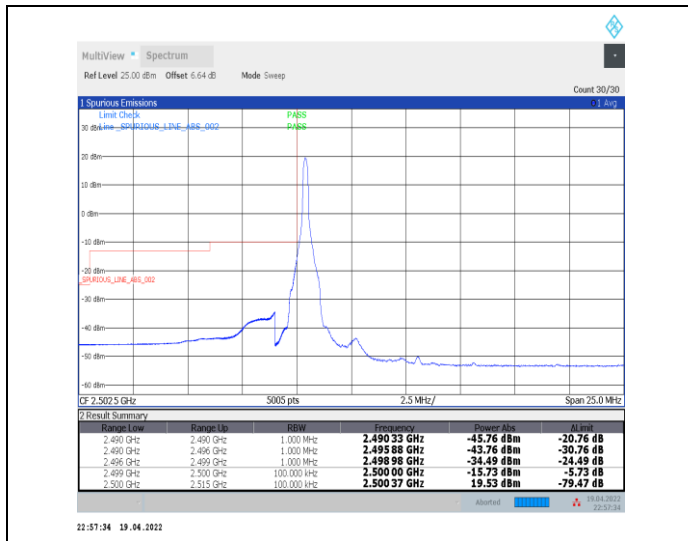 MultiView Spectrum
Ref Level 25.00 dBm Offset 6.64 dB Mode Sweep
Count 30/30
1 Spurious Emissions 1 Avg
Limit Check PASS
30 dBm Line _SPURIOUS_LINE_ABS_002 PASS
20 dBm
10 dBm
0 dBm
-10 dBm
-20 dBm
_SPURIOUS_LINE_ABS_002
-30 dBm
-40 dBm
-50 dBm
-60 dBm
CF 2.5025 GHz 5005 pts 2.5 MHz/ Span 25.0 MHz
2 Result Summary
Range Low Range Up RBW Frequency Power Abs ΔLimit
2.490 GHz 2.490 GHz 1.000 MHz 2.490 33 GHz -45.76 dBm -20.76 dB
2.490 GHz 2.496 GHz 1.000 MHz 2.495 88 GHz -43.76 dBm -30.76 dB
2.496 GHz 2.499 GHz 1.000 MHz 2.498 98 GHz -34.49 dBm -24.49 dB
2.499 GHz 2.500 GHz 100.000 kHz 2.500 00 GHz -15.73 dBm -5.73 dB
2.500 GHz 2.515 GHz 100.000 kHz 2.500 37 GHz 19.53 dBm -79.47 dB
Aborted 19.04.2022
22:57:34
22:57:34 19.04.2022